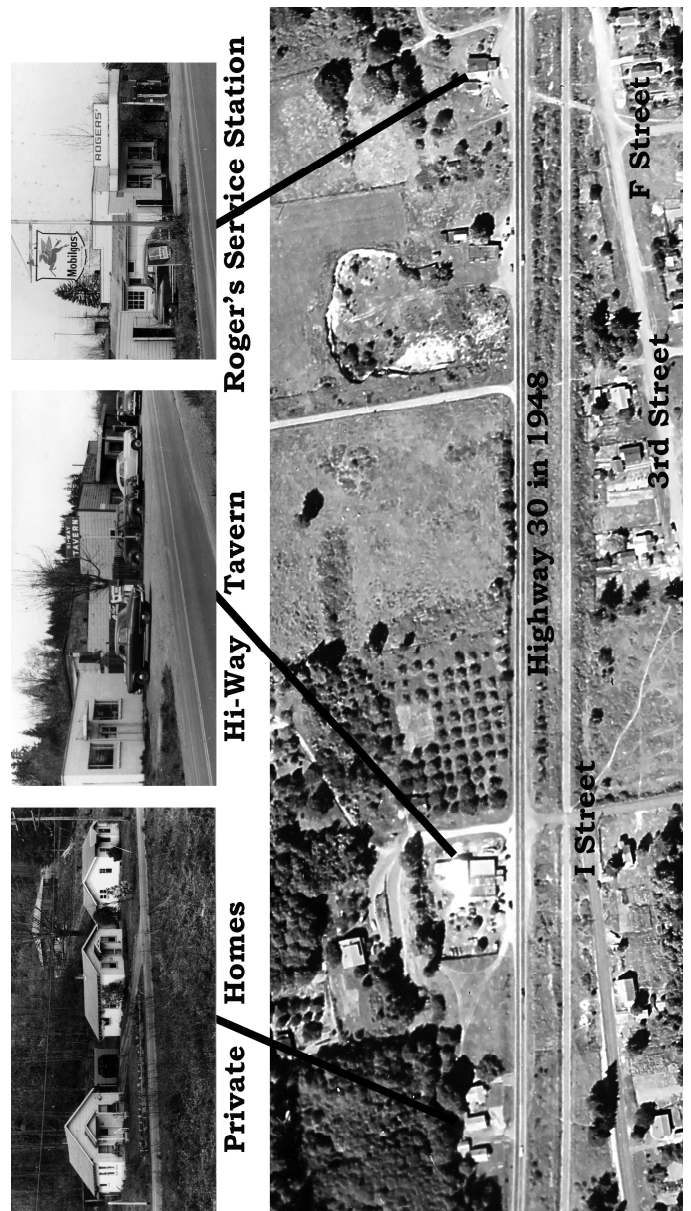 TAVERN
ROGERS'
Mobilgas
Private Homes
Hi-Way Tavern
Roger's Service Station
Highway 30 in 1948
I Street
3rd Street
F Street